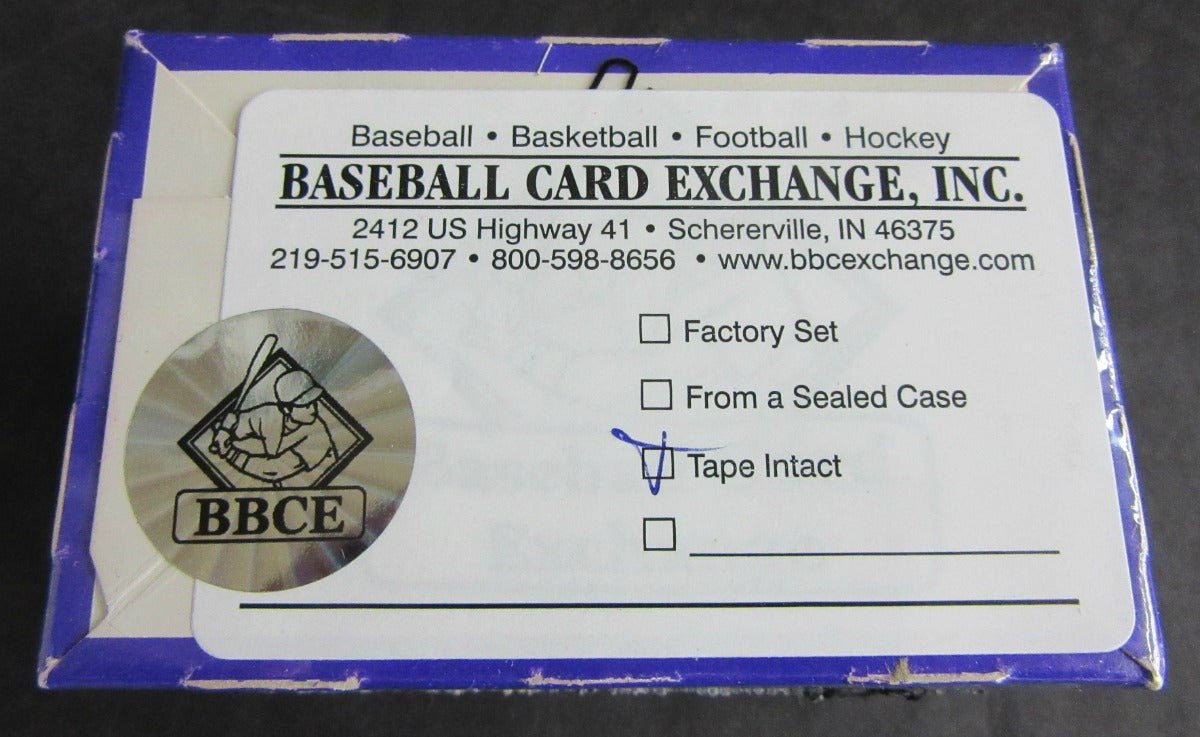 Baseball • Basketball • Football • Hockey
BASEBALL CARD EXCHANGE, INC.
2412 US Highway 41 • Schererville, IN 46375
219-515-6907 • 800-598-8656 • www.bbcexchange.com
Factory Set
From a Sealed Case
Tape Intact
BBCE